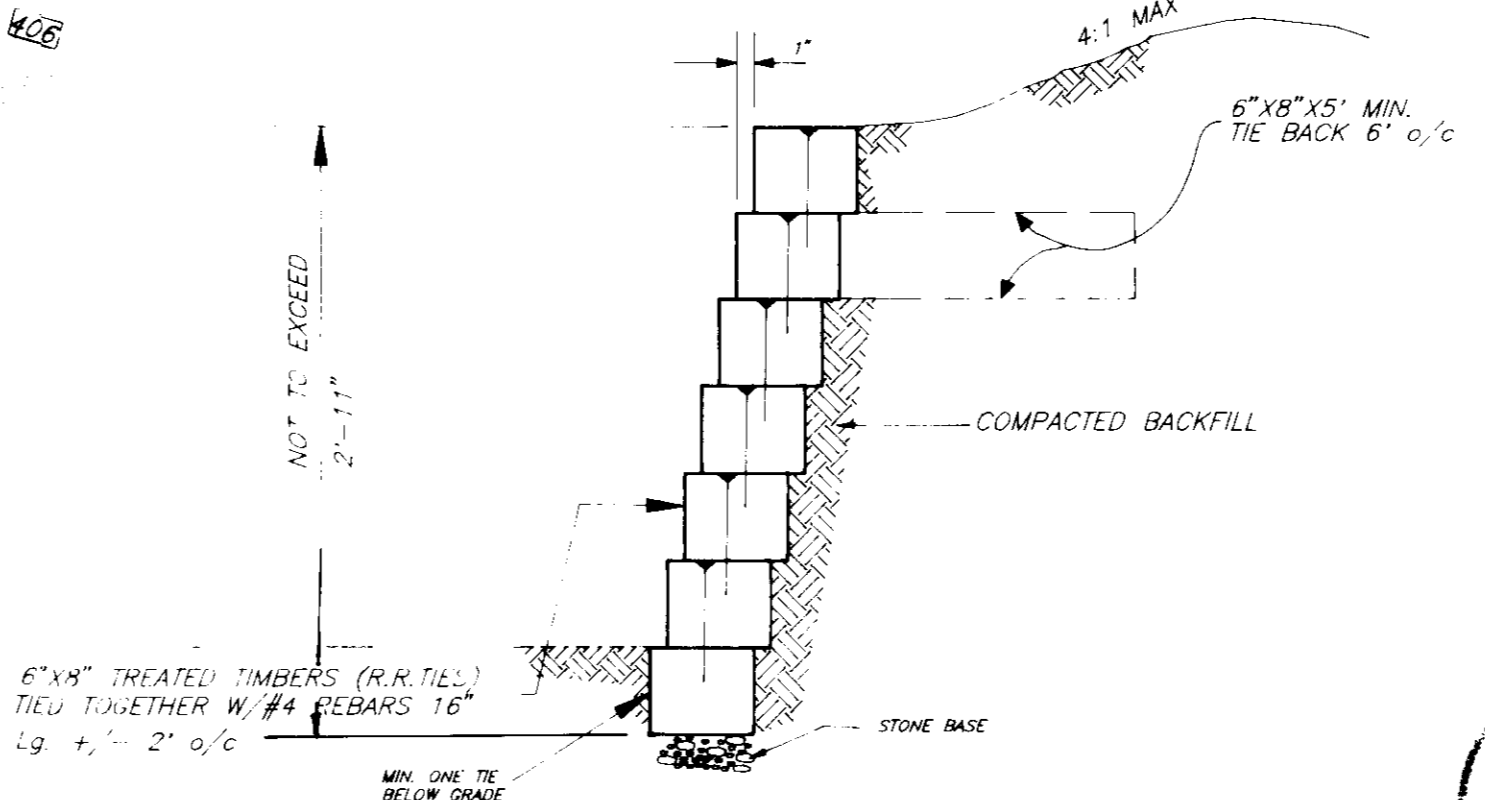 406
1"
4:1 MAX
6"X8"X5' MIN.
TIE BACK 6' o/c
NOT TO EXCEED
2'-11"
COMPACTED BACKFILL
6"X8" TREATED TIMBERS (R.R.TIES)
TIED TOGETHER W/#4 REBARS 16"
Lg. +/- 2' o/c
STONE BASE
MIN. ONE TIE
BELOW GRADE